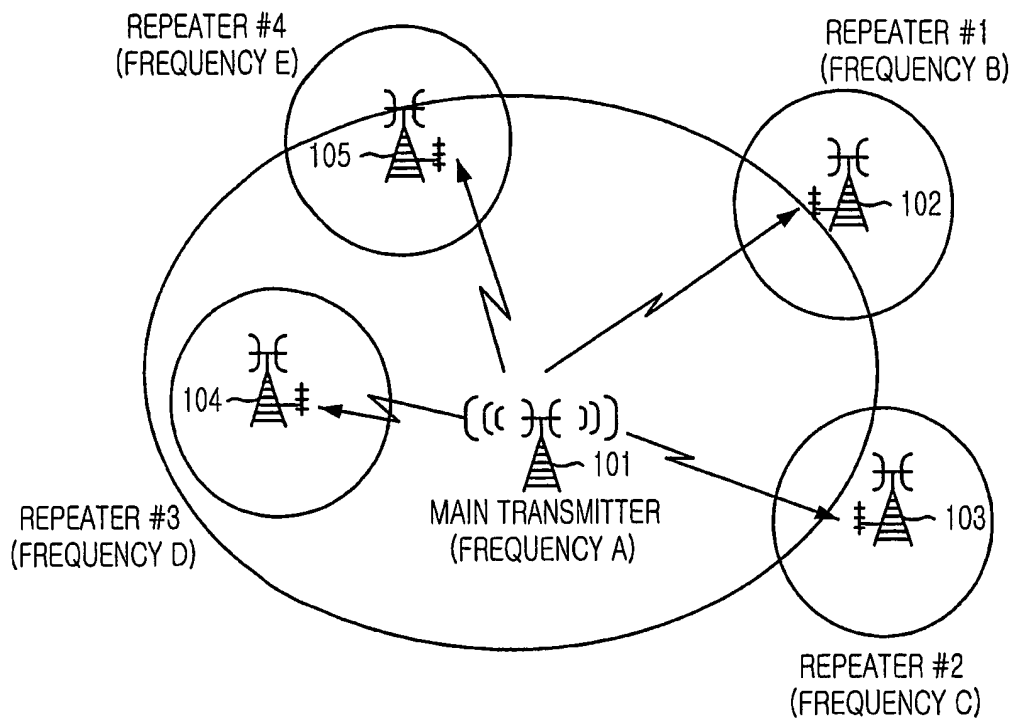 REPEATER #4
(FREQUENCY E)
REPEATER #1
(FREQUENCY B)
105
102
104
101
MAIN TRANSMITTER
(FREQUENCY A)
103
REPEATER #3
(FREQUENCY D)
REPEATER #2
(FREQUENCY C)